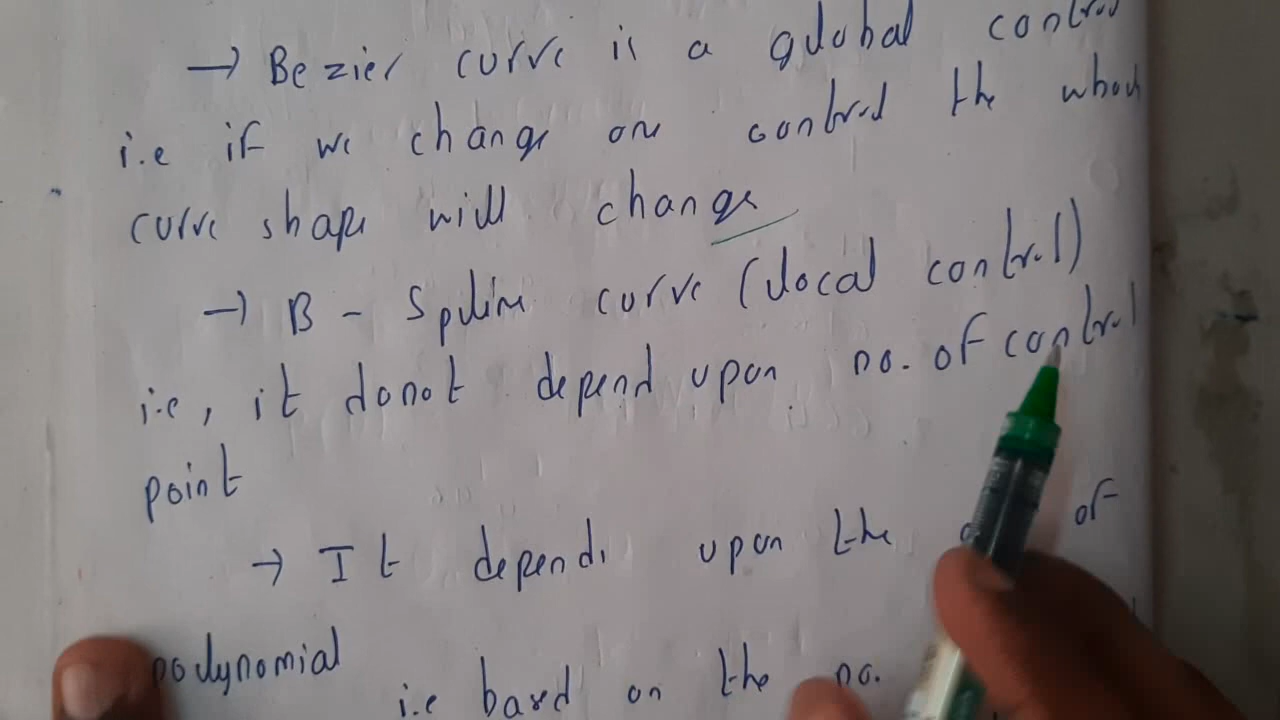 → Bezier curve is a global control
i.e if we change one control the whole
curve shape will change
→ B - Spline curve (local control)
i.e, it donot depend upon no. of control
point
→ It depends upon the of
polynomial
i.e based on the no.